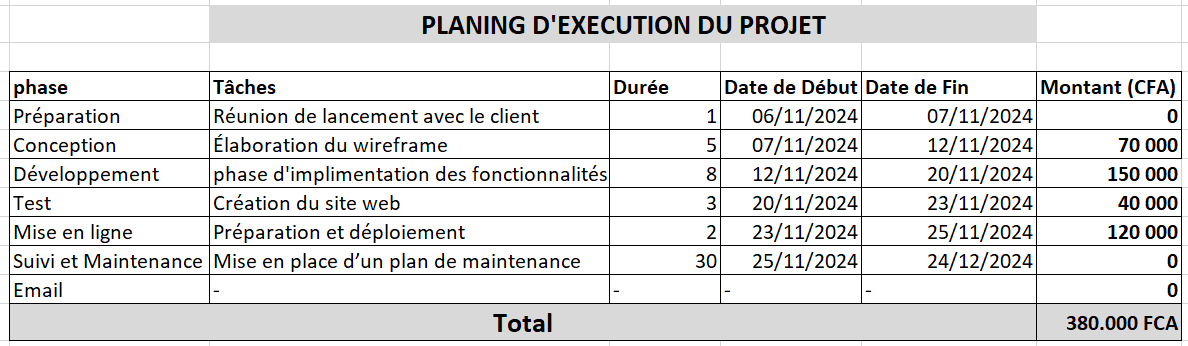 PLANING D'EXECUTION DU PROJET
phase Tâches Durée Date de Début Date de Fin Montant (CFA)
Préparation Réunion de lancement avec le client 1 06/11/2024 07/11/2024 0
Conception Élaboration du wireframe 5 07/11/2024 12/11/2024 70 000
Développement phase d'implimentation des fonctionnalités 8 12/11/2024 20/11/2024 150 000
Test Création du site web 3 20/11/2024 23/11/2024 40 000
Mise en ligne Préparation et déploiement 2 23/11/2024 25/11/2024 120 000
Suivi et Maintenance Mise en place d’un plan de maintenance 30 25/11/2024 24/12/2024 0
Email - - - - 0
Total 380.000 FCA